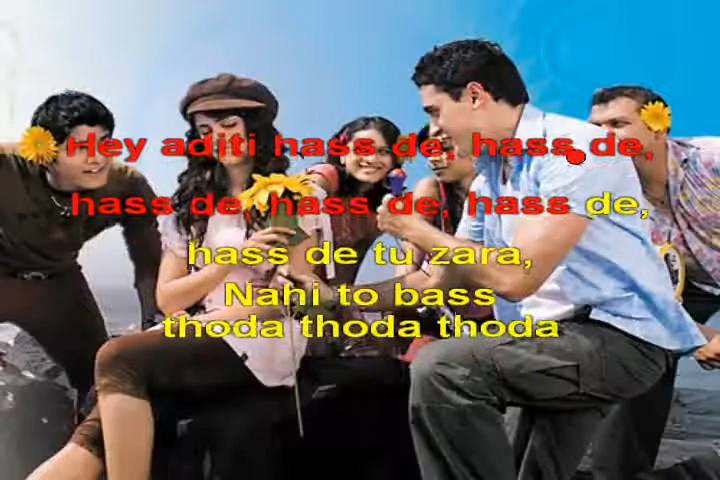 Hey aditi hass de, hass de,
hass de, hass de, hass de,
hass de tu zara,
Nahi to bass
thoda thoda thoda